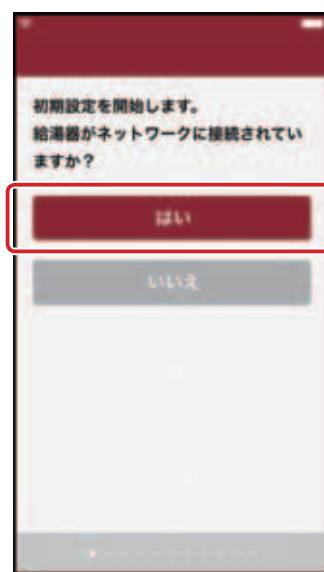 初期設定を開始します。
給湯器がネットワークに接続されてい
ますか？
はい
いいえ